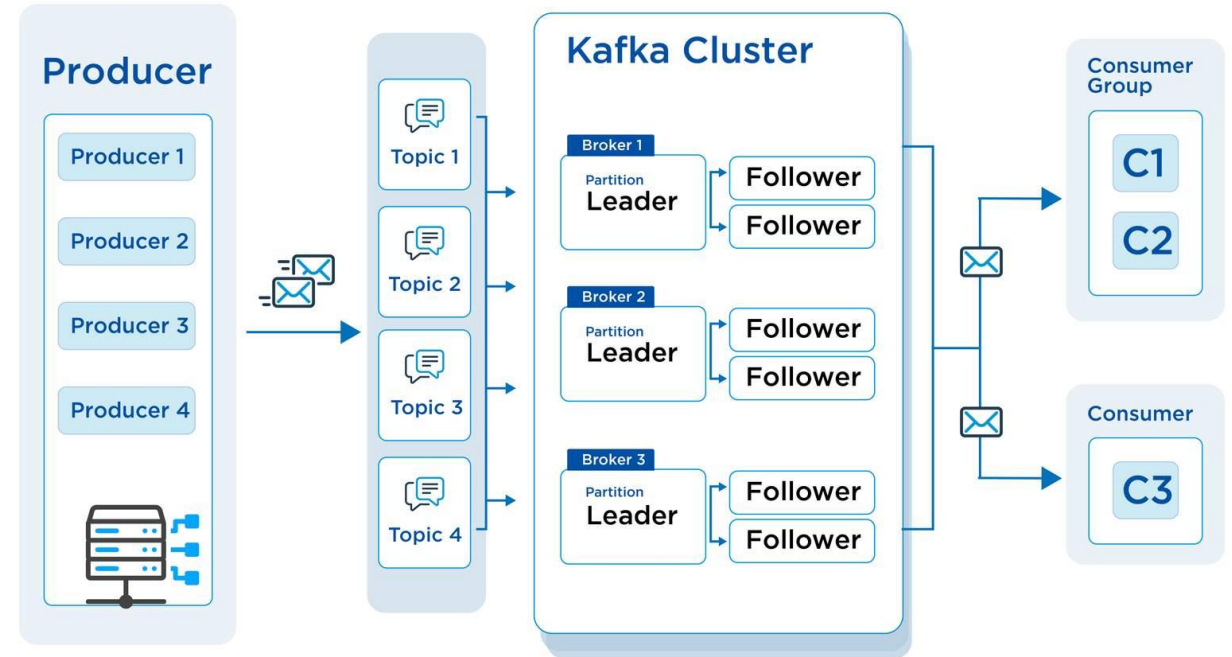 Producer
Producer 1
Producer 2
Producer 3
Producer 4
Topic 1
Topic 2
Topic 3
Topic 4
Kafka Cluster
Broker 1
Partition
Leader
Follower
Follower
Broker 2
Partition
Leader
Follower
Follower
Broker 3
Partition
Leader
Follower
Follower
Consumer
Group
C1
C2
Consumer
C3